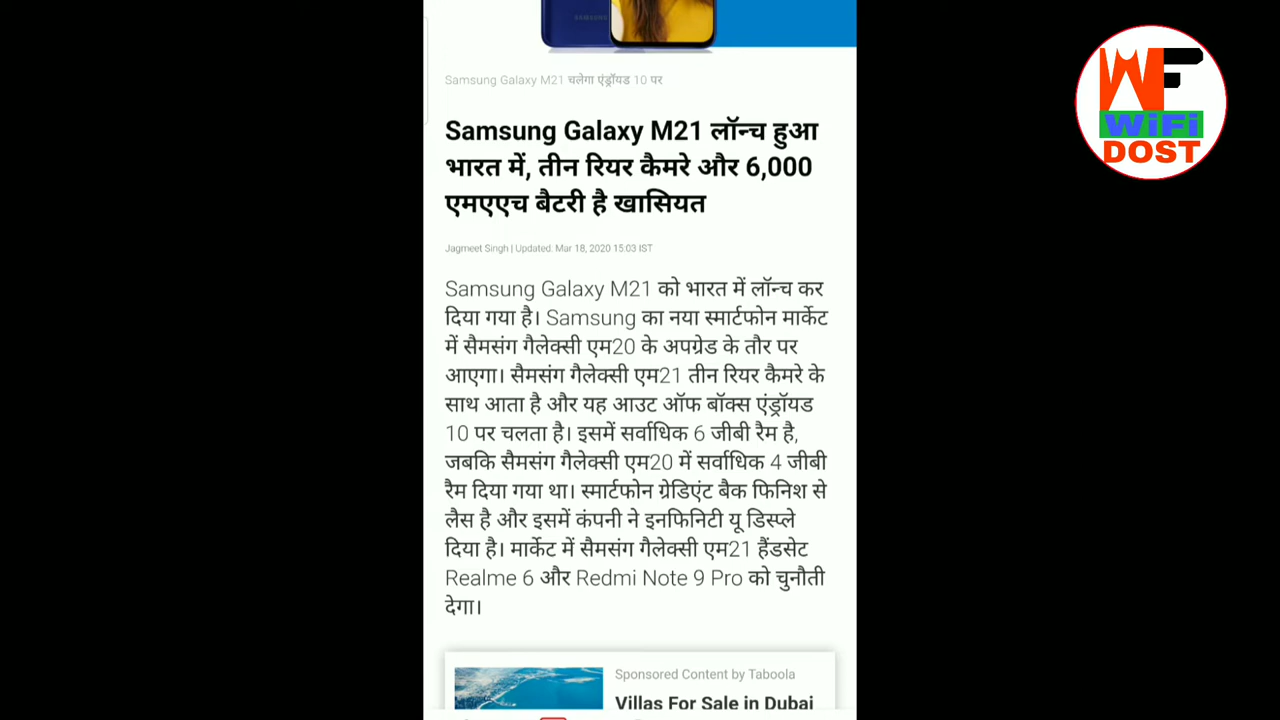 SAMSUNG
Samsung Galaxy M21 चलेगा एंड्रॉयड 10 पर
Samsung Galaxy M21 लॉन्च हुआ
भारत में, तीन रियर कैमरे और 6,000
एमएएच बैटरी है खासियत
Jagmeet Singh | Updated: Mar 18, 2020 15:03 IST
Samsung Galaxy M21 को भारत में लॉन्च कर
दिया गया है। Samsung का नया स्मार्टफोन मार्केट
में सैमसंग गैलेक्सी एम20 के अपग्रेड के तौर पर
आएगा। सैमसंग गैलेक्सी एम21 तीन रियर कैमरे के
साथ आता है और यह आउट ऑफ बॉक्स एंड्रॉयड
10 पर चलता है। इसमें सर्वाधिक 6 जीबी रैम है,
जबकि सैमसंग गैलेक्सी एम20 में सर्वाधिक 4 जीबी
रैम दिया गया था। स्मार्टफोन ग्रेडिएंट बैक फिनिश से
लैस है और इसमें कंपनी ने इनफिनिटी यू डिस्प्ले
दिया है। मार्केट में सैमसंग गैलेक्सी एम21 हैंडसेट
Realme 6 और Redmi Note 9 Pro को चुनौती
देगा।
Sponsored Content by Taboola
Villas For Sale in Dubai
WF
WiFi
DOST